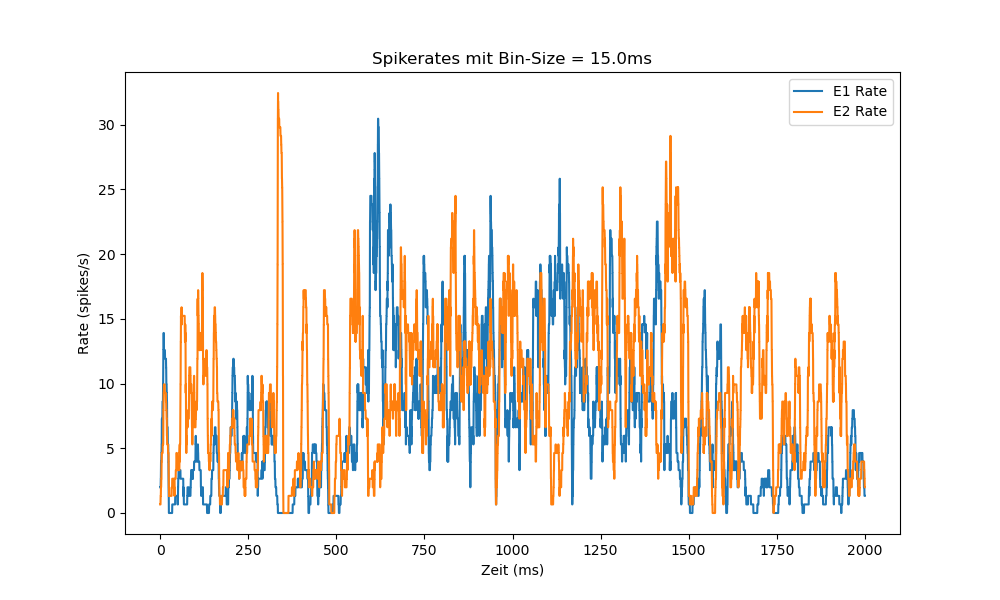 Spikerates mit Bin-Size = 15.0ms
E1 Rate
E2 Rate
Rate (spikes/s)
30
25
20
15
10
5
0
0 250 500 750 1000 1250 1500 1750 2000
Zeit (ms)